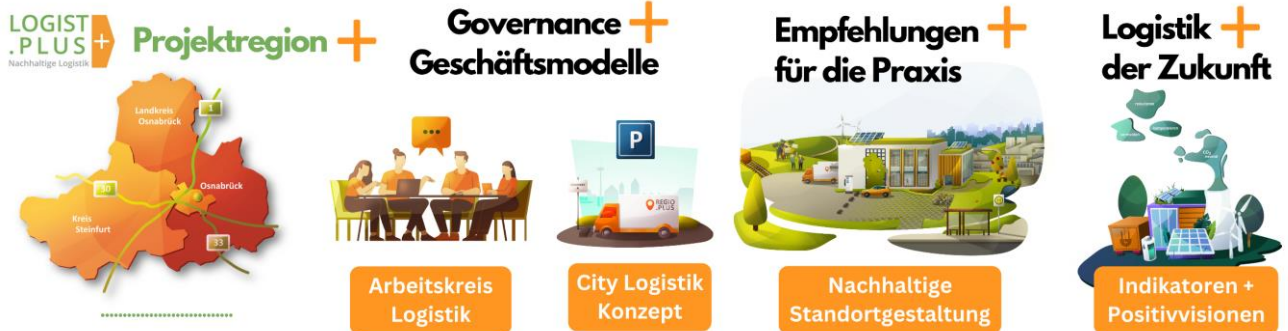 LOGIST
.PLUS+
Nachhaltige Logistik
Projektregion +
Landkreis
Osnabrück
1
Osnabrück
30
Kreis
Steinfurt
33
Governance +
Geschäftsmodelle
P
REGIO
.PLUS
Arbeitskreis
Logistik
City Logistik
Konzept
Empfehlungen +
für die Praxis
Nachhaltige
Standortgestaltung
Logistik +
der Zukunft
CO₂
Indikatoren +
Positivvisionen